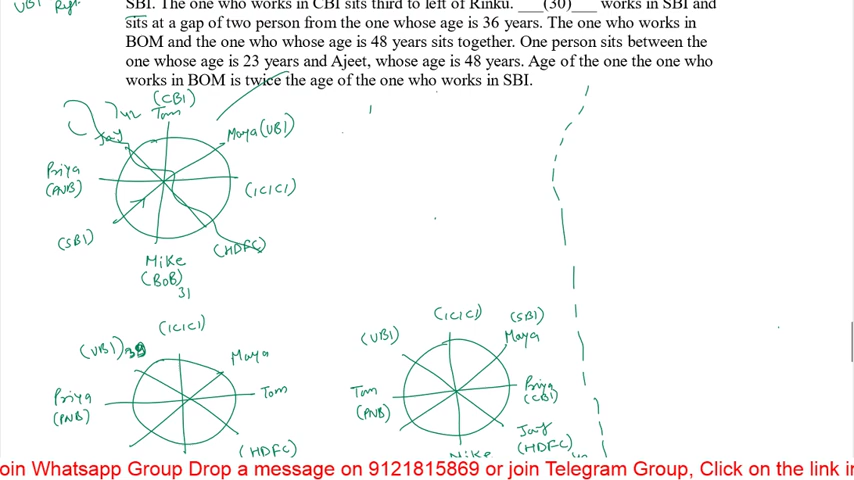 UBI
SBI. The one who works in CBI sits third to left of Rinku. ___(30)___ works in SBI and
sits at a gap of two person from the one whose age is 36 years. The one who works in
BOM and the one whose age is 48 years sits together. One person sits between the
one whose age is 23 years and Ajeet, whose age is 48 years. Age of the one the one who
works in BOM is twice the age of the one who works in SBI.
(CBI)
42 Tom
Jay
Maya (UBI)
Priya
(PNB)
(ICICI)
(SBI)
(HDFC)
Mike
(BOB)
31
(ICICI)
(UBI) 39
Maya
Priya
(PNB)
Tom
(HDFC)
(ICICI)
(SBI)
Maya
(UBI)
Tom
(PNB)
Priya
(CBI)
Jay
(HDFC)
Mike
oin Whatsapp Group Drop a message on 9121815869 or join Telegram Group, Click on the link i